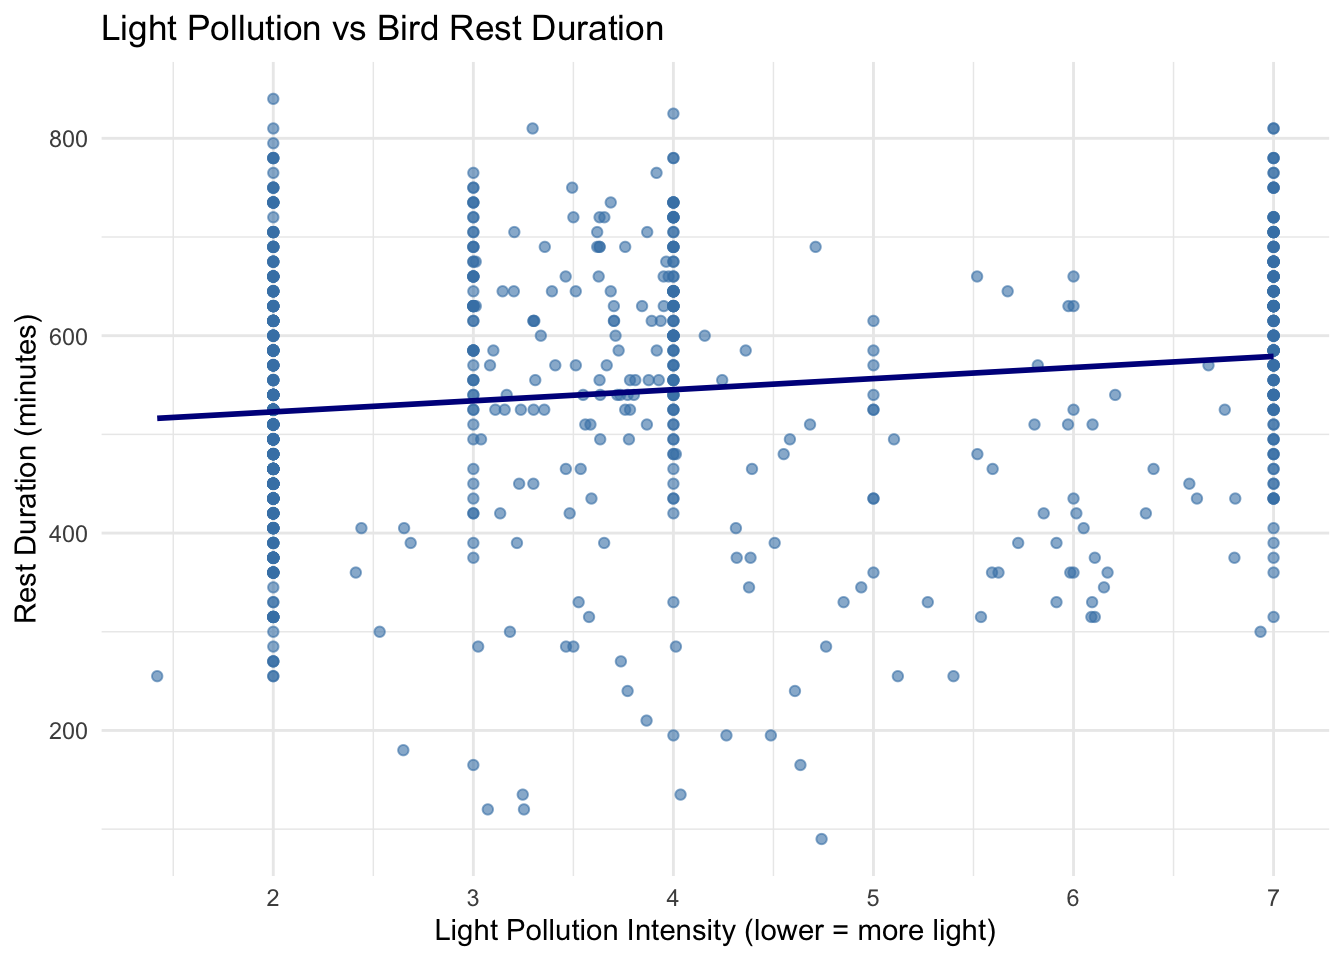 Light Pollution vs Bird Rest Duration
Rest Duration (minutes)
800
600
400
200
2 3 4 5 6 7
Light Pollution Intensity (lower = more light)